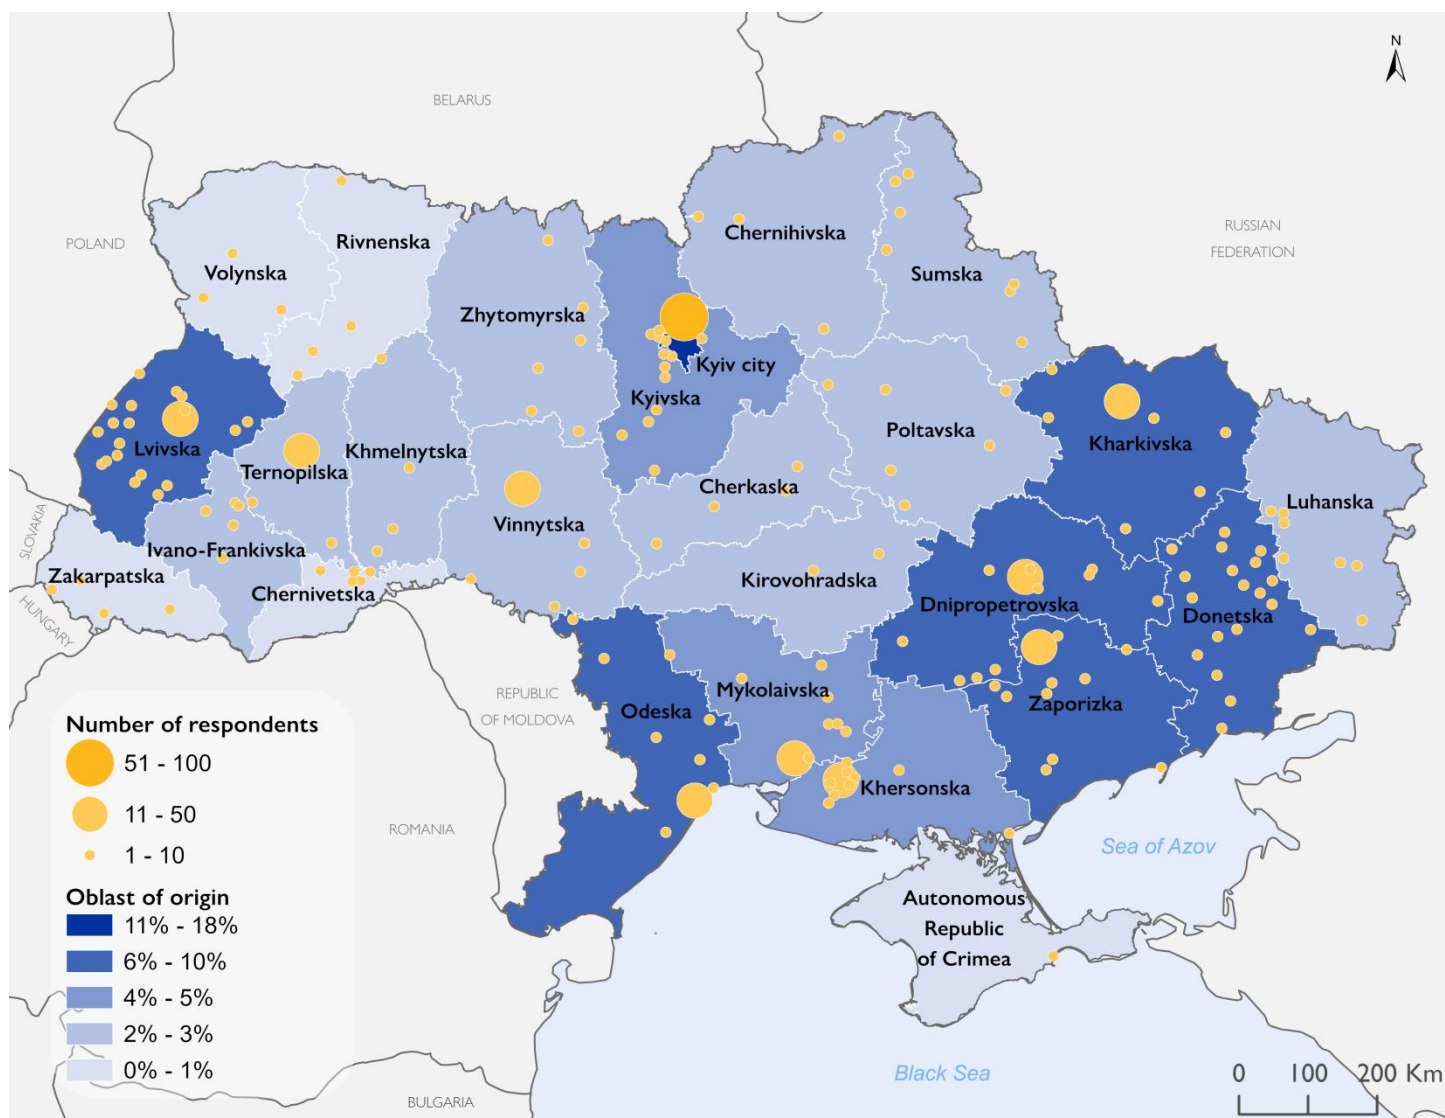 N
BELARUS
POLAND
RUSSIAN
FEDERATION
Volynska
Rivnenska
Zhytomyrska
Chernihivska
Sumska
Kyiv city
Kyivska
Lvivska
Ternopilska
Khmelnytska
Vinnytska
Cherkaska
Poltavska
Kharkivska
Luhanska
SLOVAKIA
HUNGARY
Zakarpatska
Ivano-Frankivska
Chernivetska
Kirovohradska
Dnipropetrovska
Donetska
REPUBLIC
OF MOLDOVA
Odeska
Mykolaivska
Zaporizka
Khersonska
ROMANIA
Sea of Azov
Autonomous
Republic
of Crimea
Black Sea
BULGARIA
Number of respondents
51 - 100
11 - 50
1 - 10
Oblast of origin
11% - 18%
6% - 10%
4% - 5%
2% - 3%
0% - 1%
0 100 200 Km